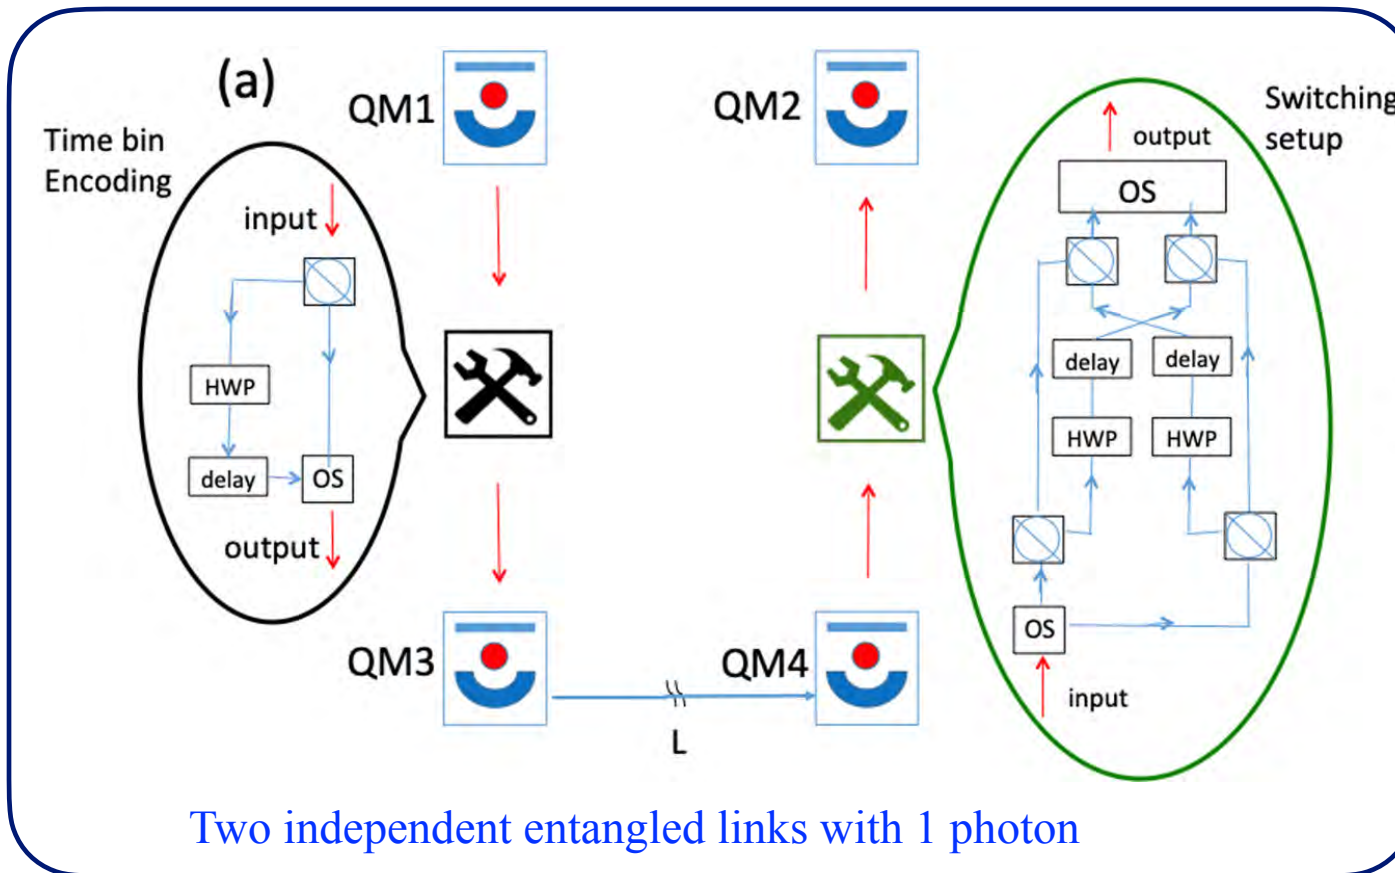 (a)
QM1
QM2
Time bin
Encoding
Switching
setup
input
HWP
delay
OS
output
output
OS
delay
delay
HWP
HWP
OS
input
QM3
QM4
L
Two independent entangled links with 1 photon